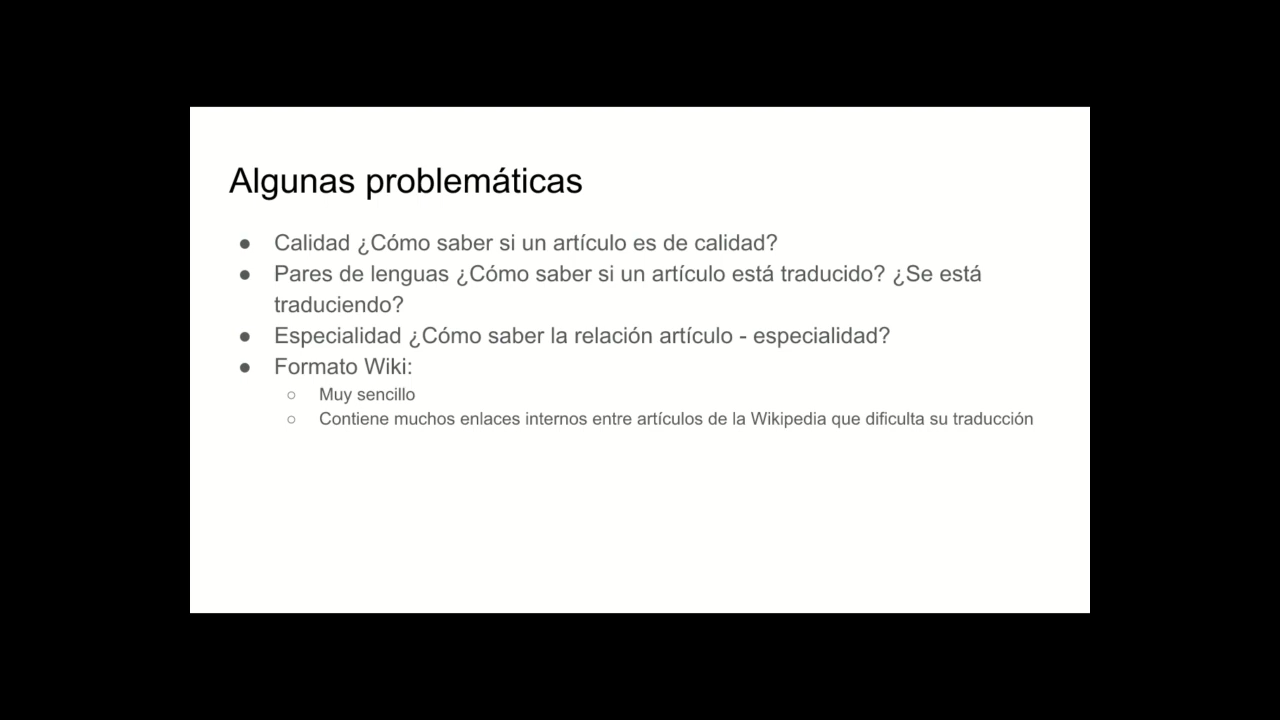 Algunas problemáticas
● Calidad ¿Cómo saber si un artículo es de calidad?
● Pares de lenguas ¿Cómo saber si un artículo está traducido? ¿Se está
traduciendo?
● Especialidad ¿Cómo saber la relación artículo - especialidad?
● Formato Wiki:
○ Muy sencillo
○ Contiene muchos enlaces internos entre artículos de la Wikipedia que dificulta su traducción